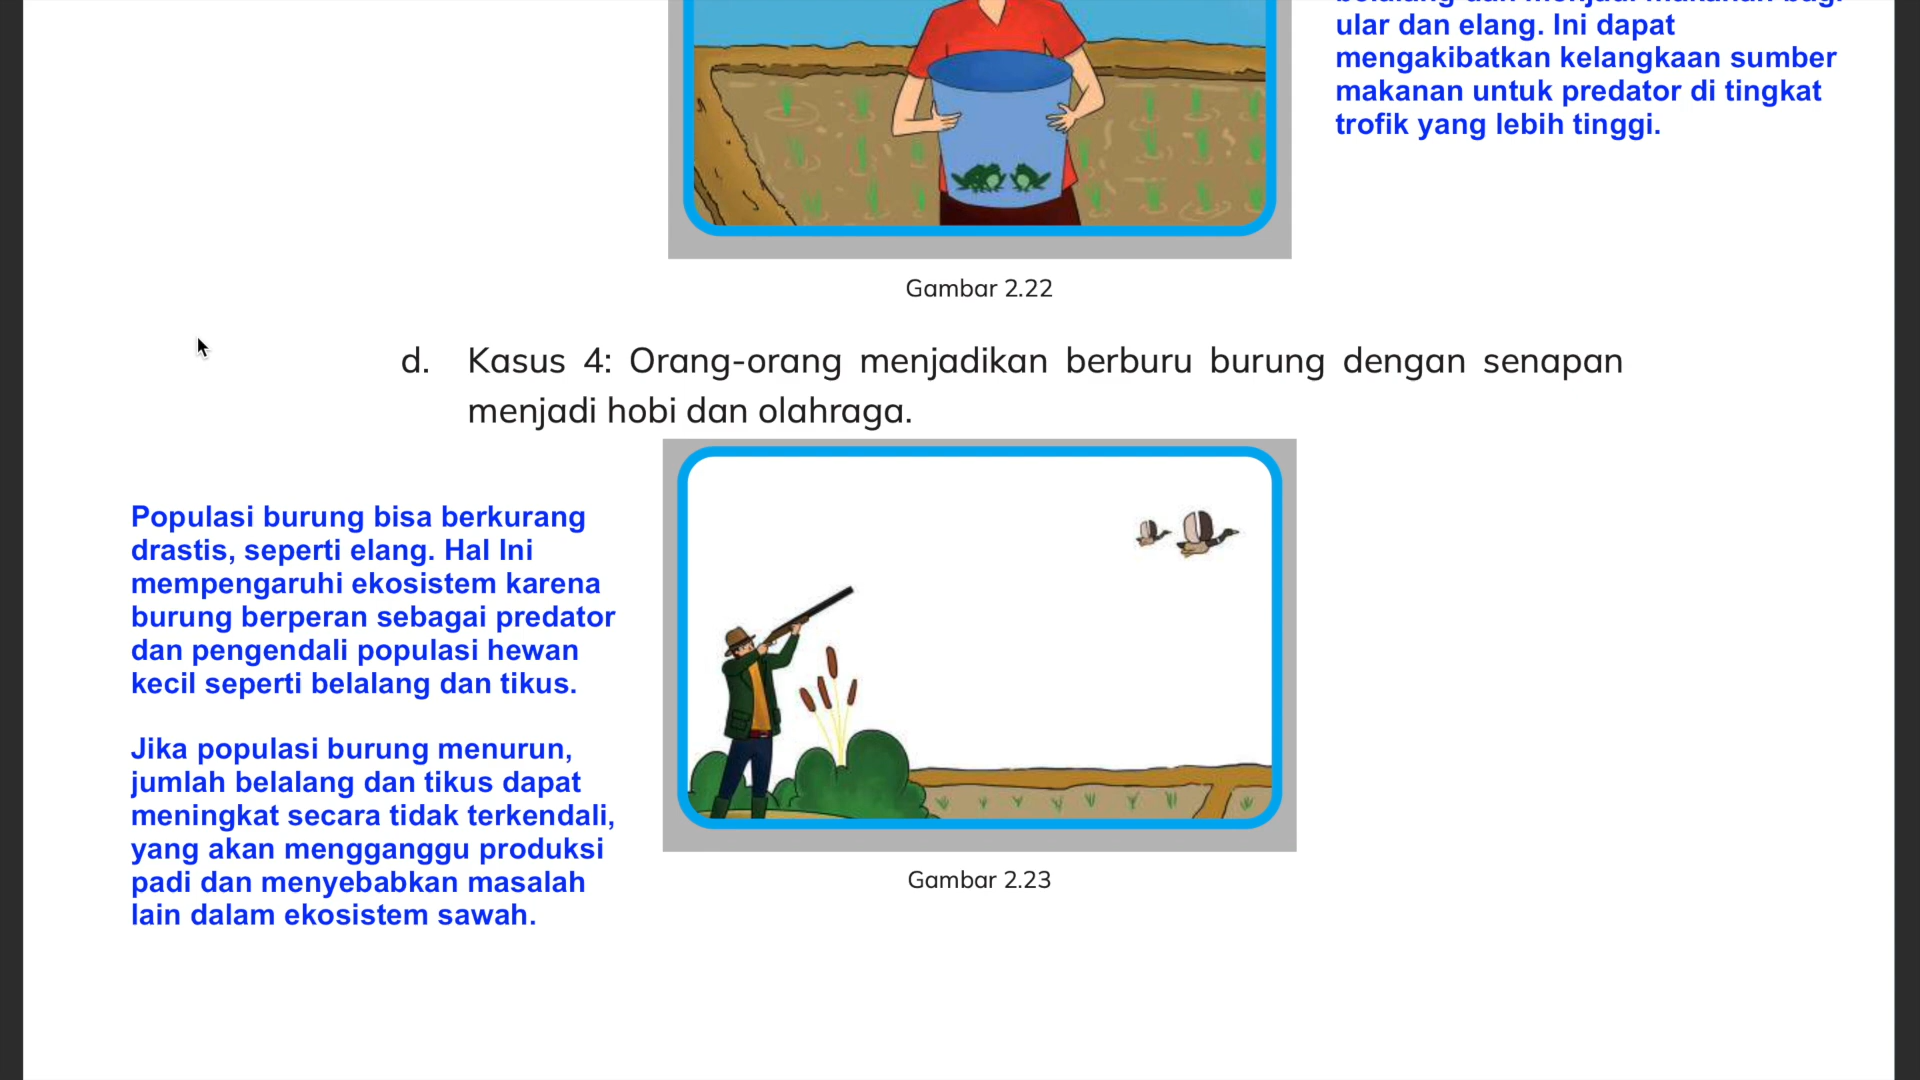 ular dan elang. Ini dapat
mengakibatkan kelangkaan sumber
makanan untuk predator di tingkat
trofik yang lebih tinggi.
Gambar 2.22
d. Kasus 4: Orang-orang menjadikan berburu burung dengan senapan
menjadi hobi dan olahraga.
Populasi burung bisa berkurang
drastis, seperti elang. Hal Ini
mempengaruhi ekosistem karena
burung berperan sebagai predator
dan pengendali populasi hewan
kecil seperti belalang dan tikus.
Jika populasi burung menurun,
jumlah belalang dan tikus dapat
meningkat secara tidak terkendali,
yang akan mengganggu produksi
padi dan menyebabkan masalah
lain dalam ekosistem sawah.
Gambar 2.23